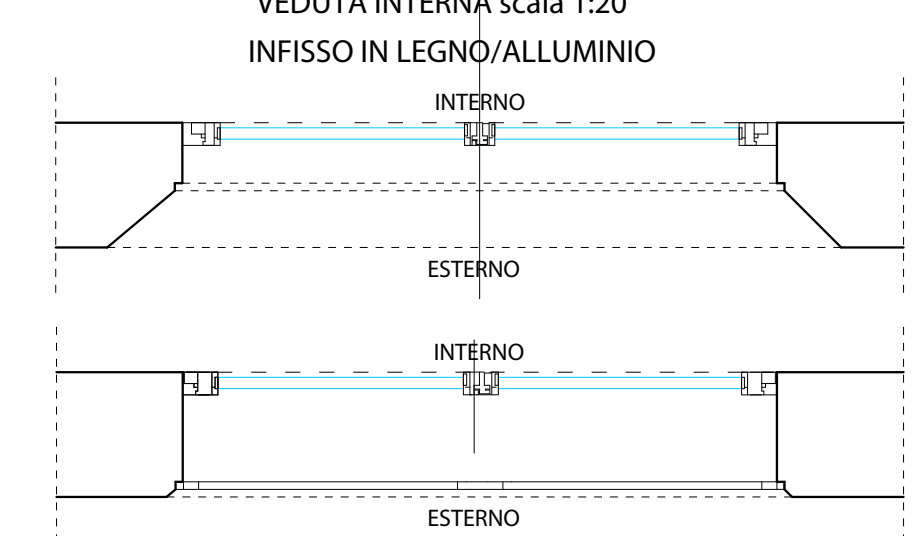 VEDUTA INTERNA scala 1:20
INFISSO IN LEGNO/ALLUMINIO
INTERNO
ESTERNO
INTERNO
ESTERNO